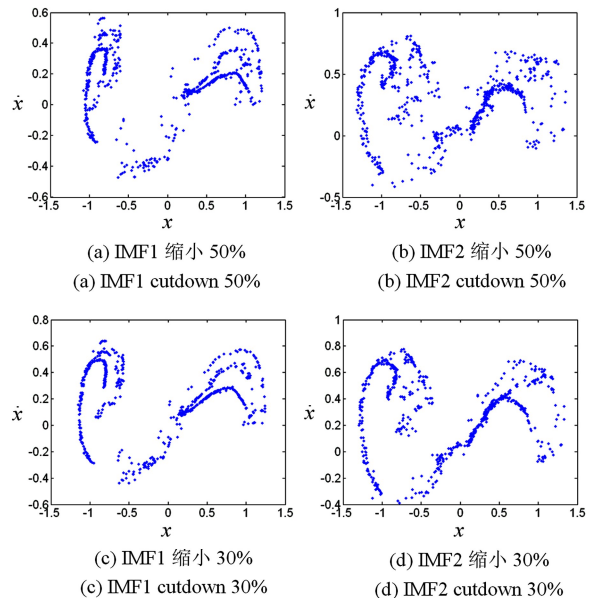 0.6
0.4
0.2
0
-0.2
-0.4
-0.6
-1.5 -1 -0.5 0 0.5 1 1.5
ẋ
x
(a) IMF1 缩小 50%
(a) IMF1 cutdown 50%
1
0.5
0
-0.5
-1.5 -1 -0.5 0 0.5 1 1.5
ẋ
x
(b) IMF2 缩小 50%
(b) IMF2 cutdown 50%
0.8
0.6
0.4
0.2
0
-0.2
-0.4
-0.6
-1.5 -1 -0.5 0 0.5 1 1.5
ẋ
x
(c) IMF1 缩小 30%
(c) IMF1 cutdown 30%
1
0.8
0.6
0.4
0.2
0
0.2
-0.4
-1.5 -1 -0.5 0 0.5 1 1.5
ẋ
x
(d) IMF2 缩小 30%
(d) IMF2 cutdown 30%